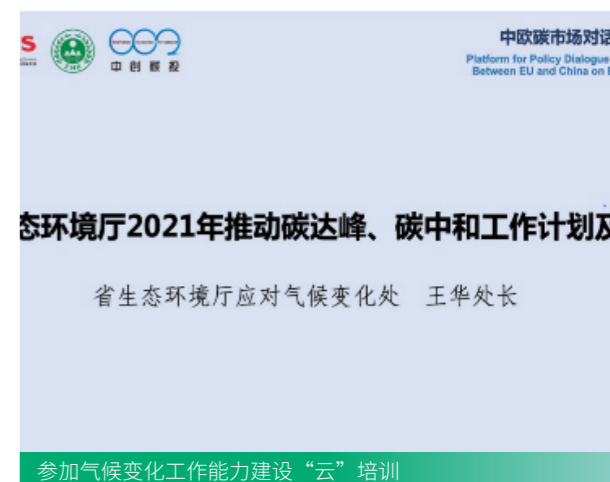 S
中创碳投
中欧碳市场对话
Platform for Policy Dialogue
Between EU and China on
态环境厅2021年推动碳达峰、碳中和工作计划及
省生态环境厅应对气候变化处 王华处长
参加气候变化工作能力建设“云”培训